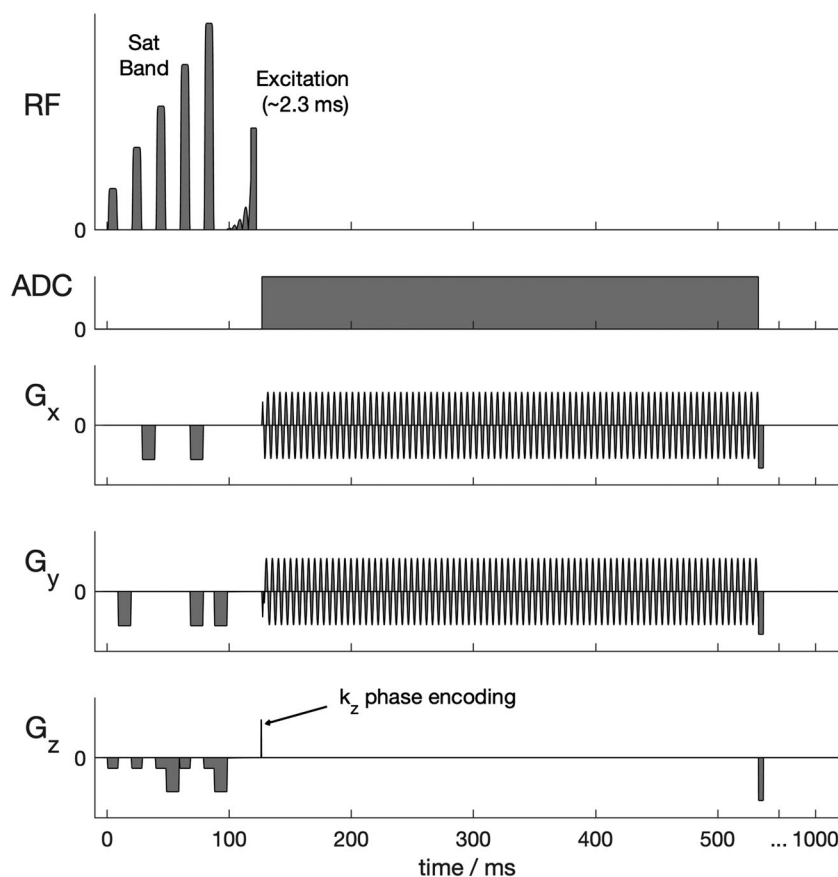 Sat
Band
Excitation
(~2.3 ms)
RF
0
ADC
0
Gx
0
Gy
0
kz phase encoding
Gz
0
0 100 200 300 400 500 ... 1000
time / ms